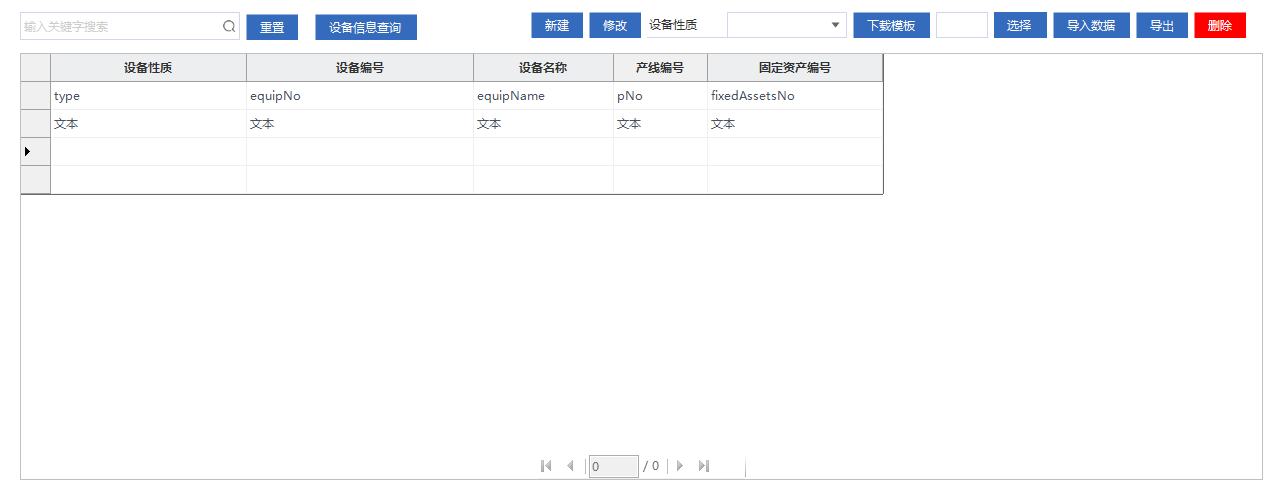 输入关键字搜索 重置 设备信息查询 新建 修改 设备性质 下载模板 选择 导入数据 导出 删除
设备性质 设备编号 设备名称 产线编号 固定资产编号
type equipNo equipName pNo fixedAssetsNo
文本 文本 文本 文本 文本
0 / 0